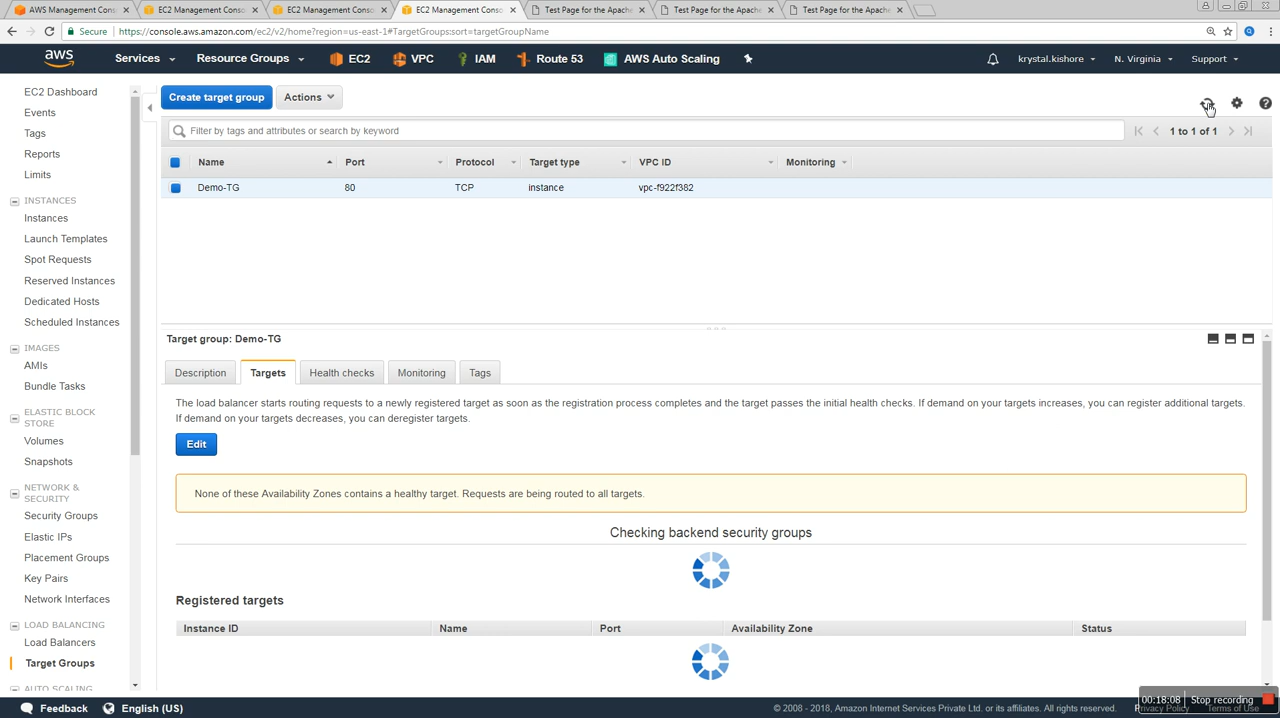 AWS Management Cons
EC2 Management Conso
EC2 Management Conso
EC2 Management Conso
Test Page for the Apache
Test Page for the Apache
Test Page for the Apache
Secure
https://console.aws.amazon.com/ec2/v2/home?region=us-east-1#TargetGroups:sort=targetGroupName
aws
Services
Resource Groups
EC2
VPC
IAM
Route 53
AWS Auto Scaling
krystal.kishore
N. Virginia
Support
EC2 Dashboard
Events
Tags
Reports
Limits
INSTANCES
Instances
Launch Templates
Spot Requests
Reserved Instances
Dedicated Hosts
Scheduled Instances
IMAGES
AMIs
Bundle Tasks
ELASTIC BLOCK
STORE
Volumes
Snapshots
NETWORK &
SECURITY
Security Groups
Elastic IPs
Placement Groups
Key Pairs
Network Interfaces
LOAD BALANCING
Load Balancers
Target Groups
AUTO SCALING
Create target group
Actions
Filter by tags and attributes or search by keyword
1 to 1 of 1
Name Port Protocol Target type VPC ID Monitoring
Demo-TG 80 TCP instance vpc-f922f382
Target group: Demo-TG
Description
Targets
Health checks
Monitoring
Tags
The load balancer starts routing requests to a newly registered target as soon as the registration process completes and the target passes the initial health checks. If demand on your targets increases, you can register additional targets.
If demand on your targets decreases, you can deregister targets.
Edit
None of these Availability Zones contains a healthy target. Requests are being routed to all targets.
Checking backend security groups
Registered targets
Instance ID Name Port Availability Zone Status
Feedback
English (US)
© 2008 - 2018, Amazon Internet Services Private Ltd. or its affiliates. All rights reserved.
Privacy Policy
Terms of Use
00:18:08
Stop recording